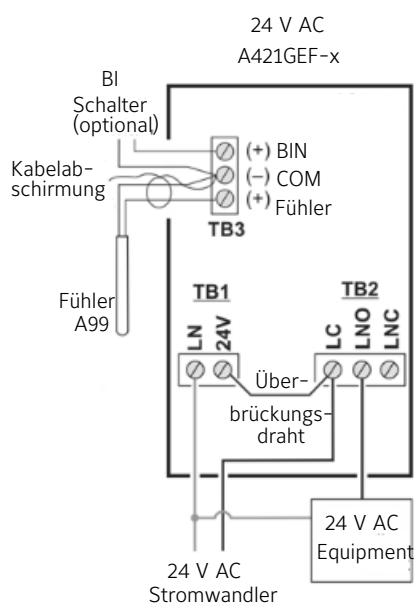 24 V AC
A421GEF-x
BI
Schalter
(optional)
Kabelab-
schirmung
(+) BIN
(–) COM
(+) Fühler
TB3
Fühler
A99
TB1
LN
24V
TB2
LC
LNO
LNC
Über-
brückungs-
draht
24 V AC
Equipment
24 V AC
Stromwandler